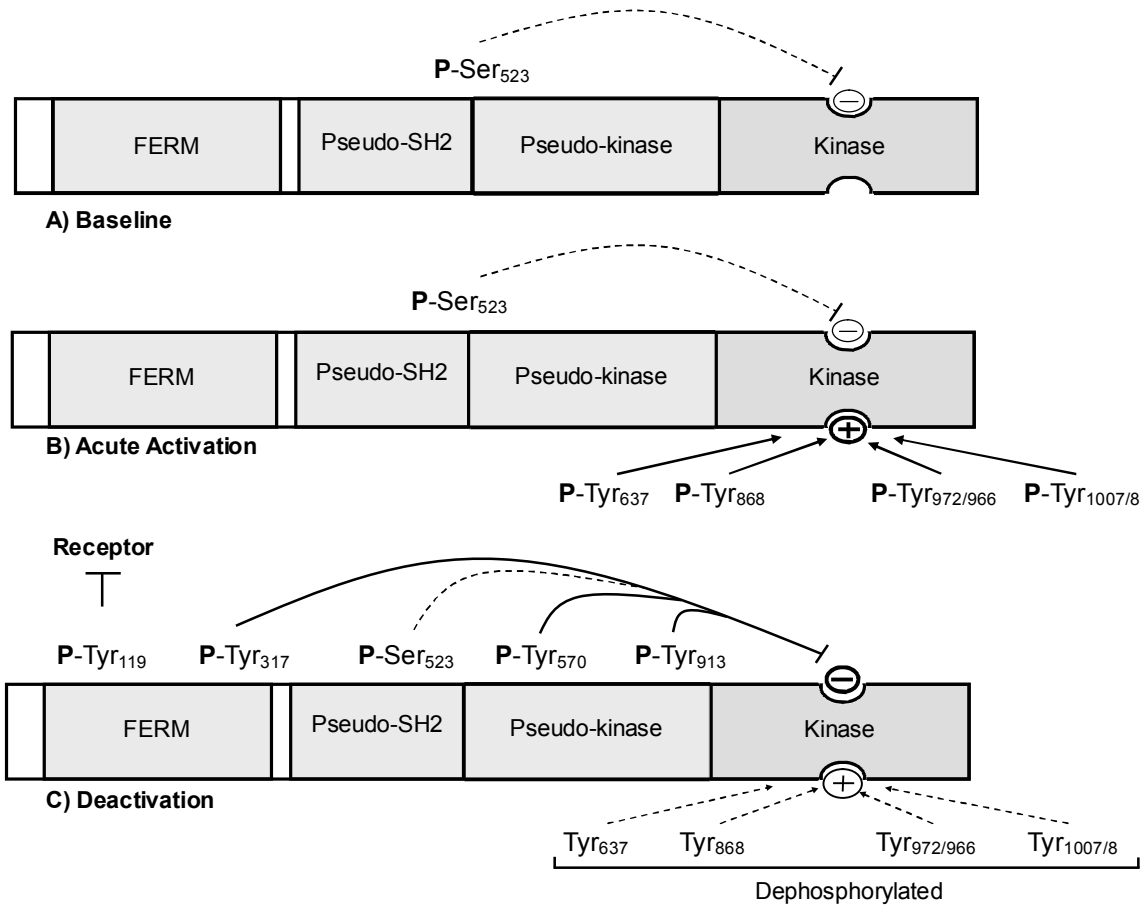 P-Ser523
FERM Pseudo-SH2 Pseudo-kinase Kinase
A) Baseline
P-Ser523
FERM Pseudo-SH2 Pseudo-kinase Kinase
B) Acute Activation
P-Tyr637 P-Tyr868 P-Tyr972/966 P-Tyr1007/8
Receptor
P-Tyr119 P-Tyr317 P-Ser523 P-Tyr570 P-Tyr913
FERM Pseudo-SH2 Pseudo-kinase Kinase
C) Deactivation
Tyr637 Tyr868 Tyr972/966 Tyr1007/8
Dephosphorylated